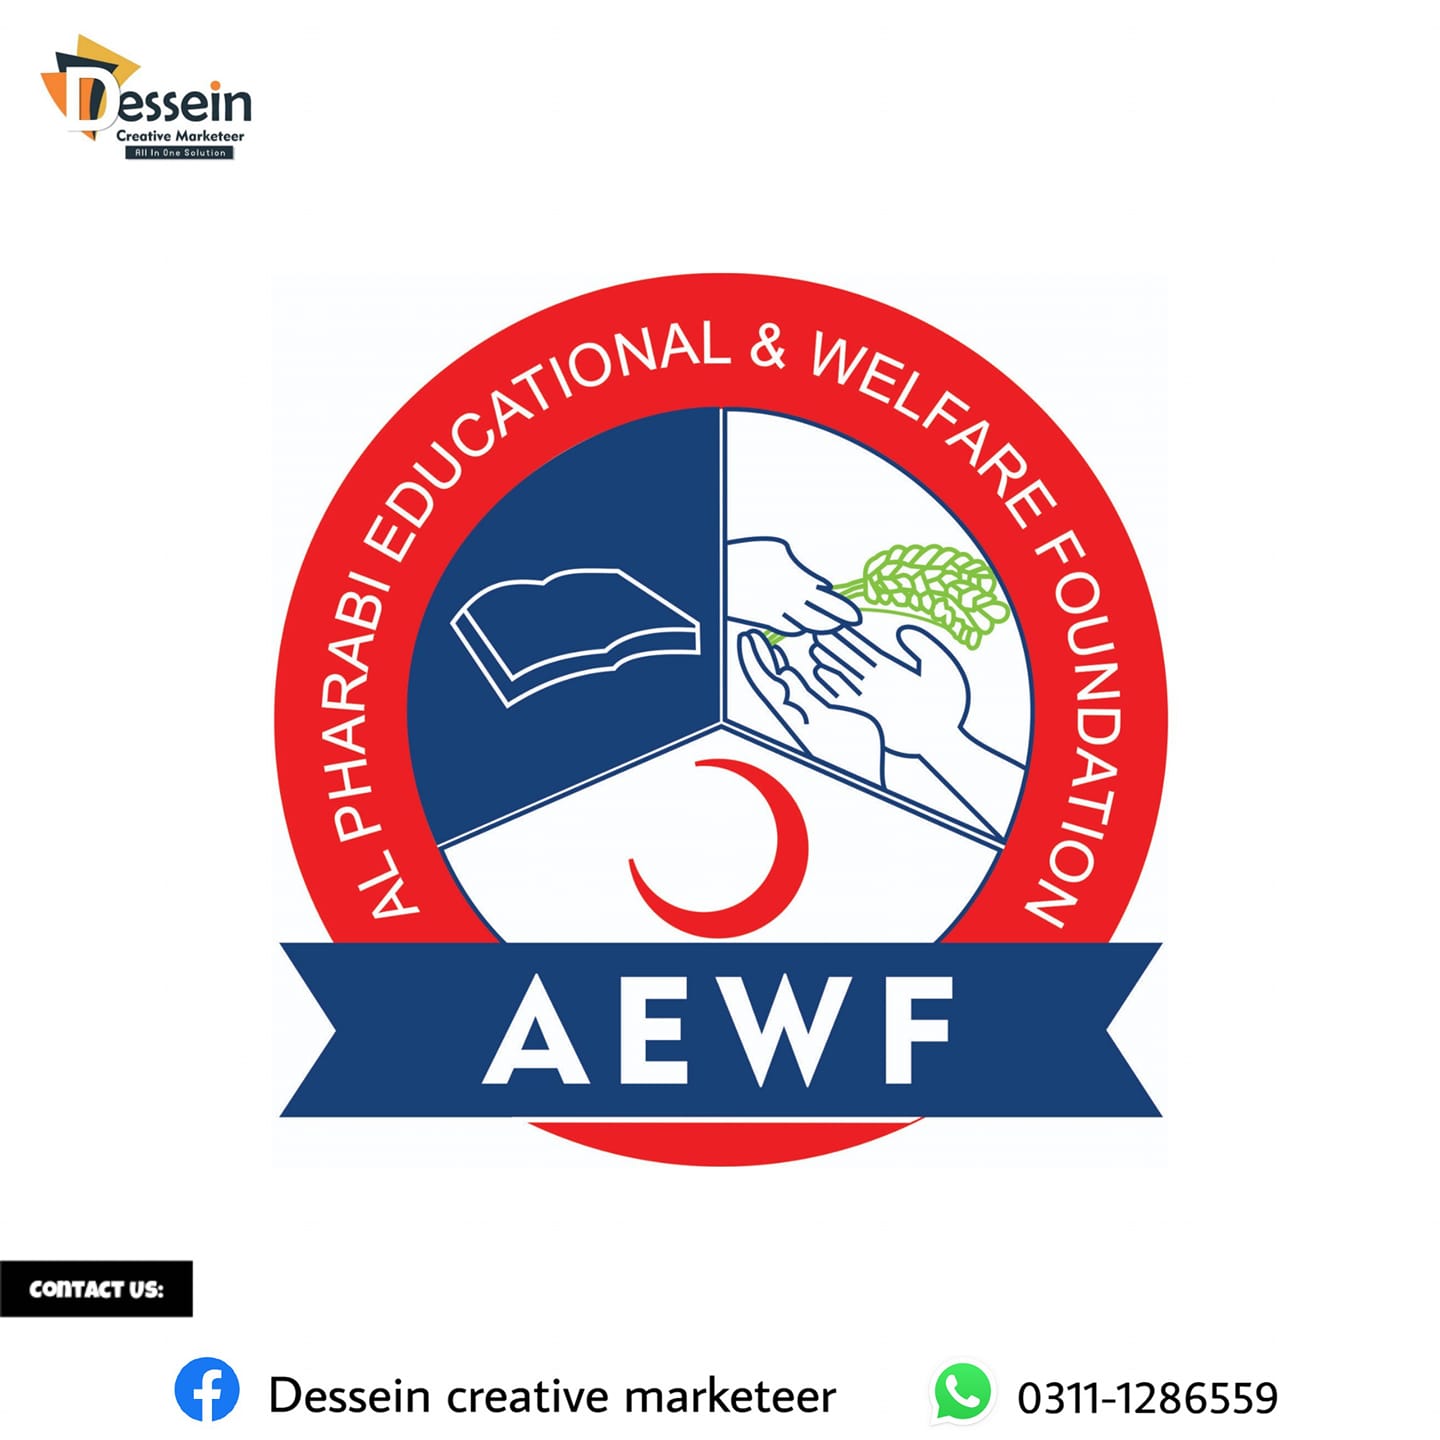 Dessein
Creative Marketeer
All In One Solution
AL PHARABI EDUCATIONAL & WELFARE FOUNDATION
AEWF
CONTACT US:
Dessein creative marketeer
0311-1286559